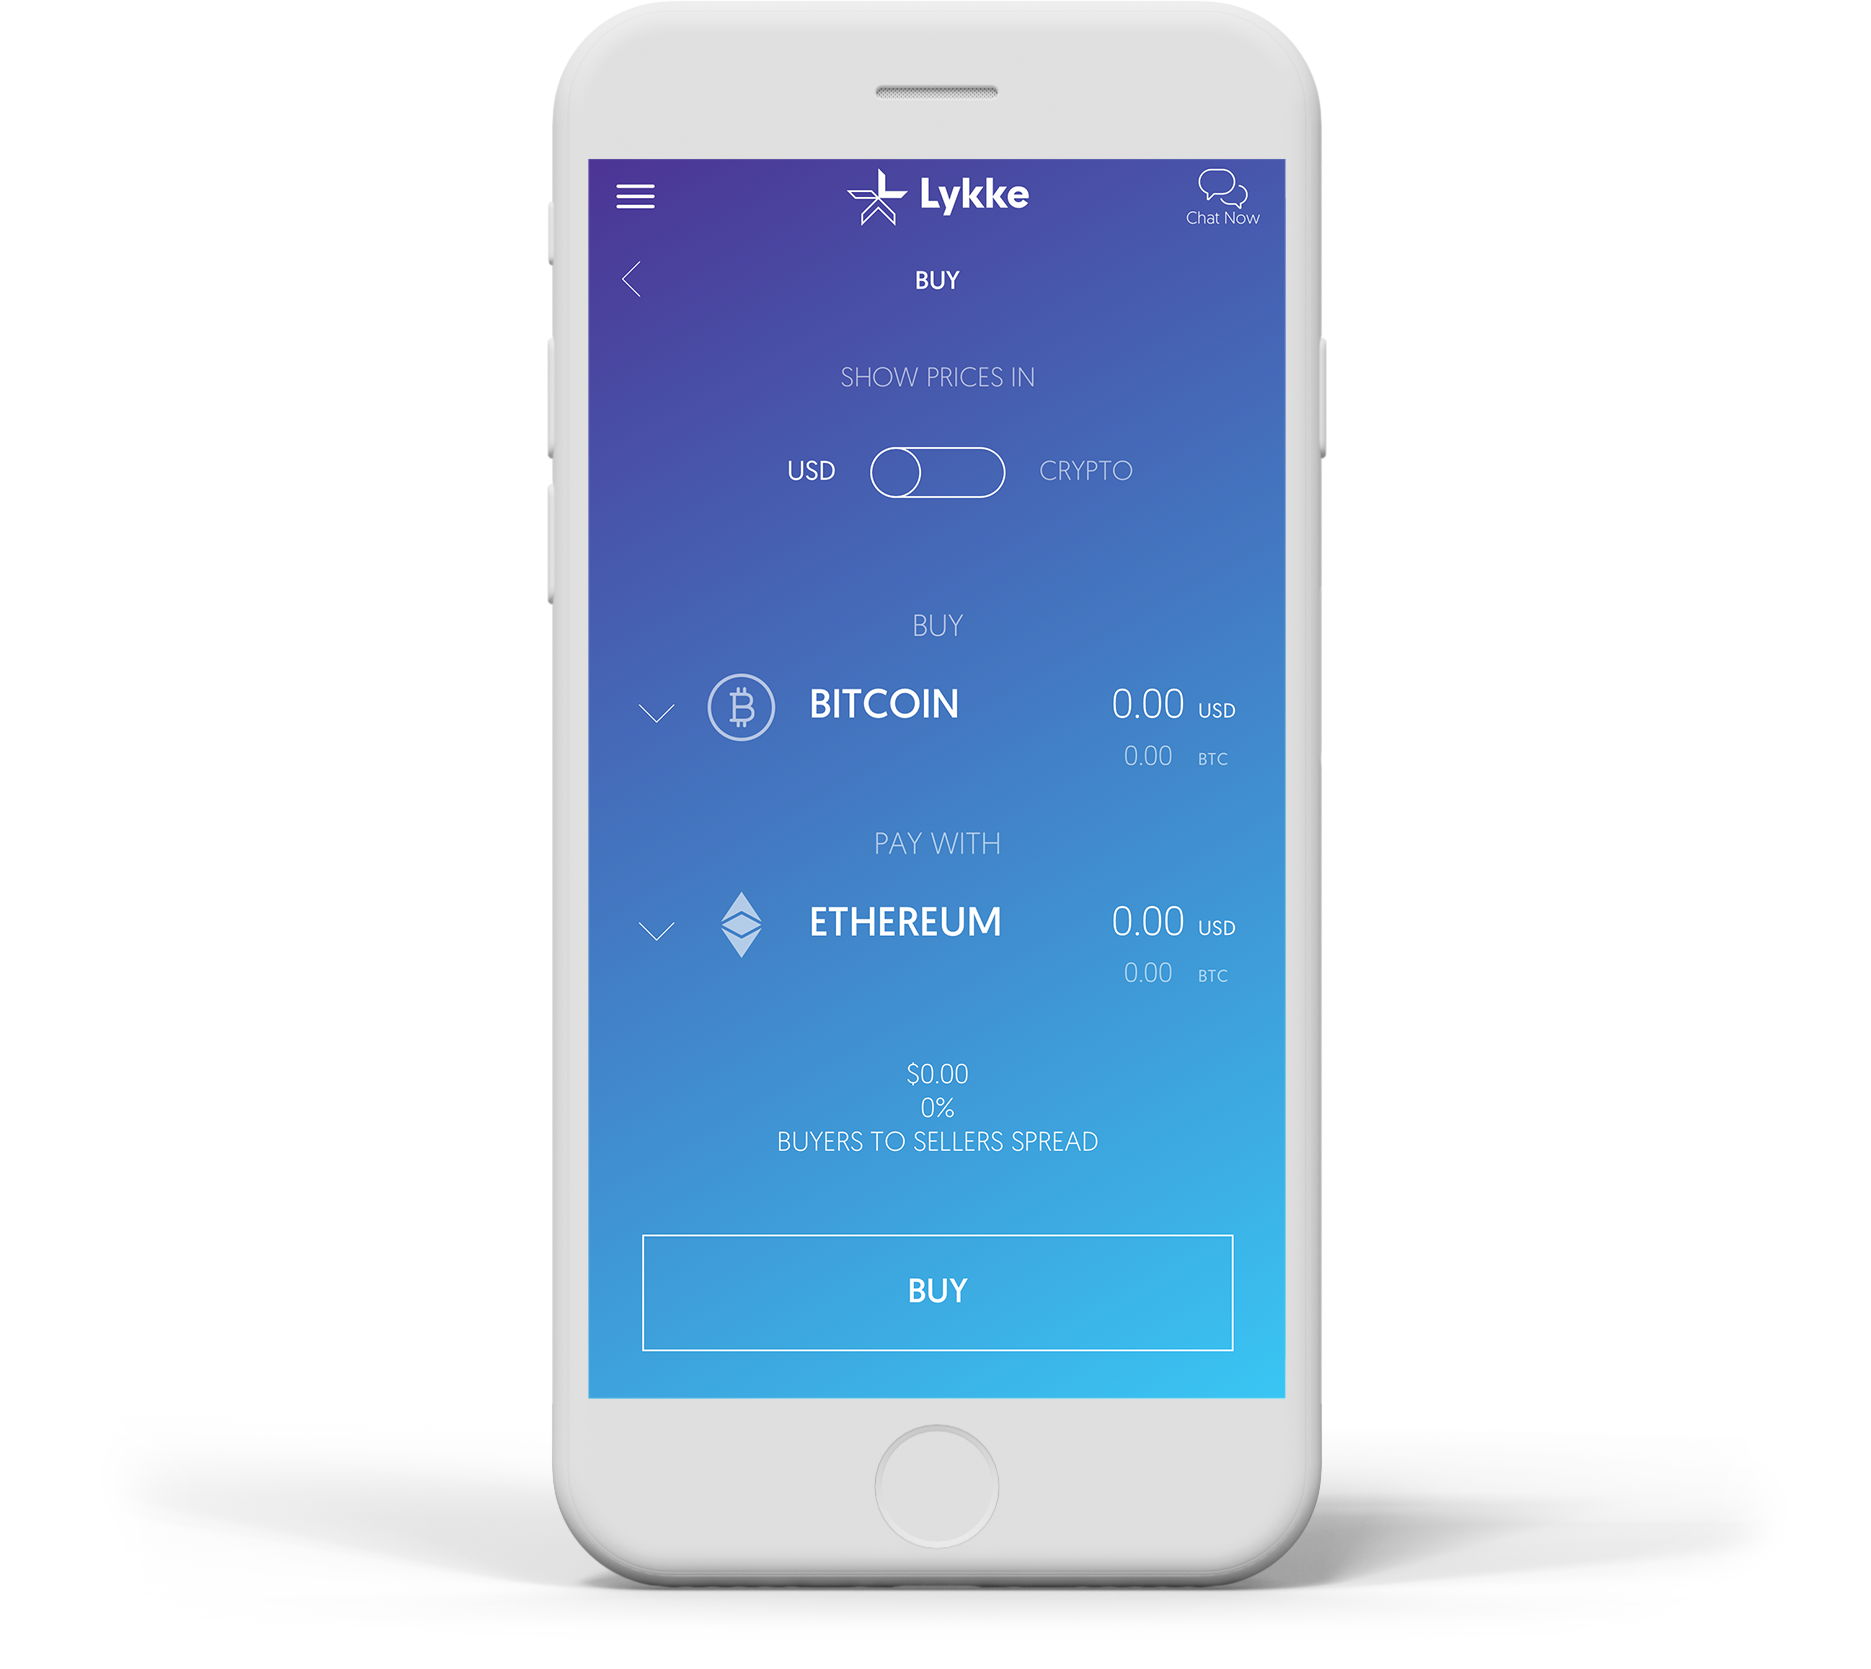 Lykke
Chat Now
BUY
SHOW PRICES IN
USD CRYPTO
BUY
BITCOIN 0.00 USD
0.00 BTC
PAY WITH
ETHEREUM 0.00 USD
0.00 BTC
$0.00
0%
BUYERS TO SELLERS SPREAD
BUY